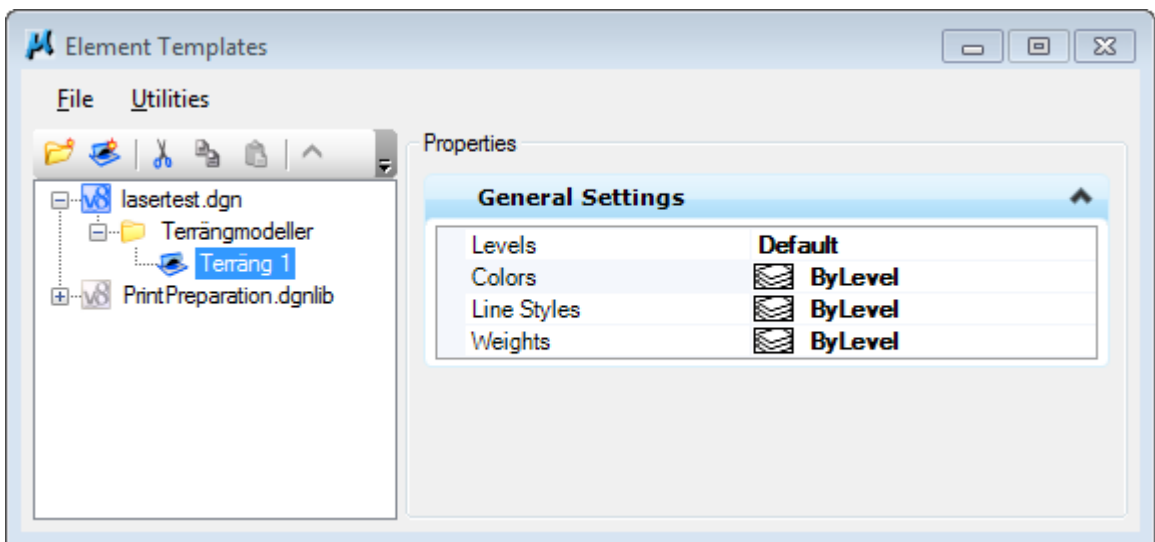 Element Templates
File Utilities
Properties
lasertest.dgn
Terrängmodeller
Terräng 1
PrintPreparation.dgnlib
General Settings
Levels Default
Colors ByLevel
Line Styles ByLevel
Weights ByLevel